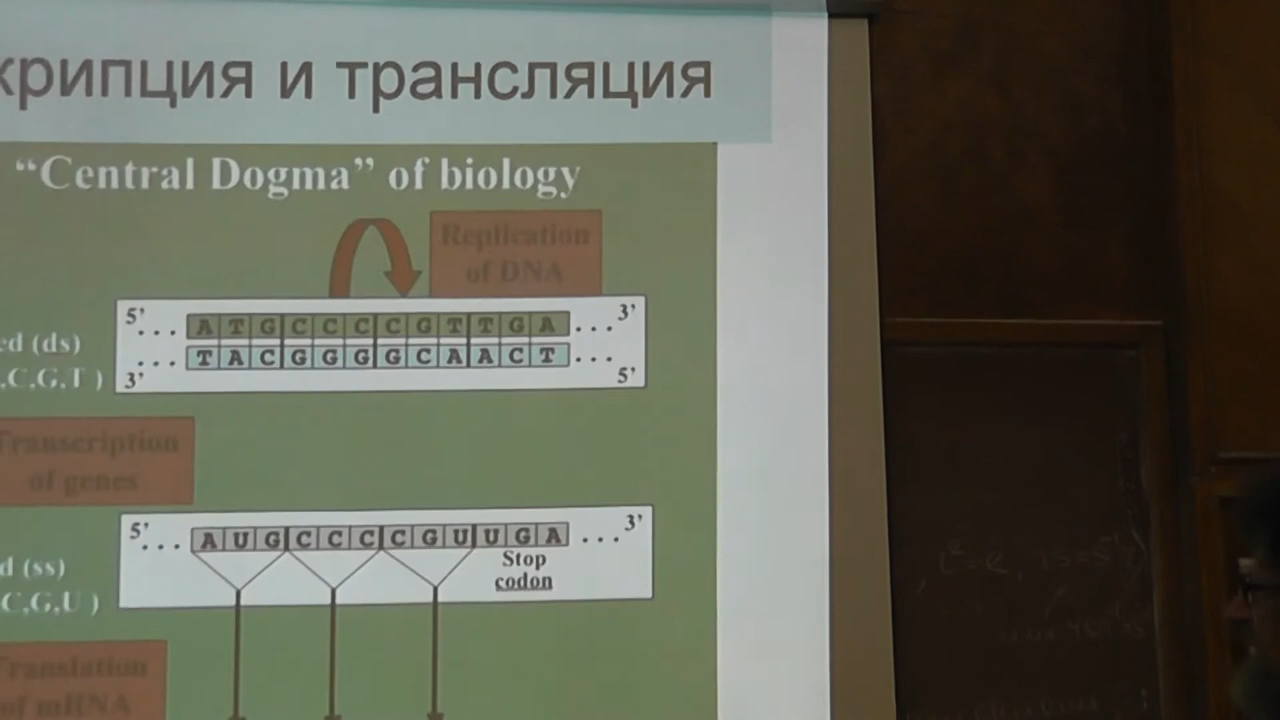 крипция и трансляция
“Central Dogma” of biology
Replication
of DNA
5’ 3’
... A T G C C C C G T T G A ...
ed (ds)
... T A C G G G G C A A C T ...
,C,G,T )
3’ 5’
Transcription
of genes
5’ 3’
... A U G C C C C G U U G A ...
Stop
codon
d (ss)
C,G,U )
Translation
of mRNA